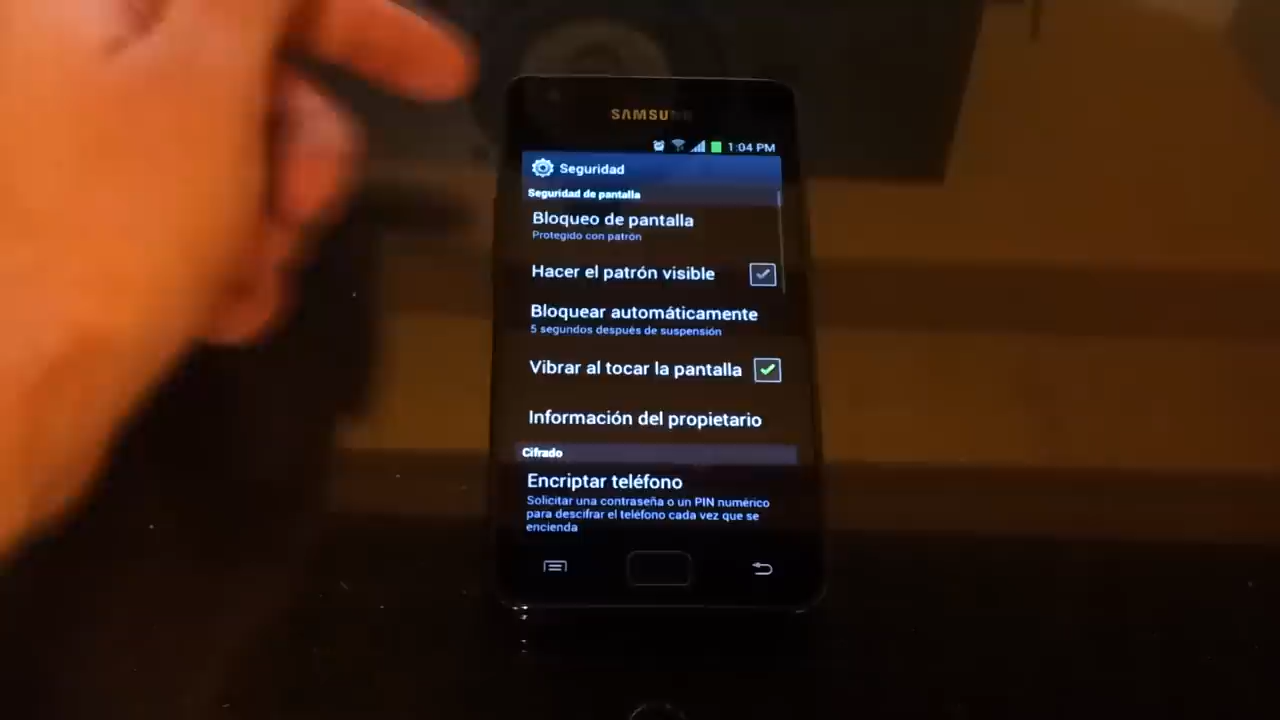 SAMSUNG
1:04 PM
Seguridad
Seguridad de pantalla
Bloqueo de pantalla
Protegido con patrón
Hacer el patrón visible
Bloquear automáticamente
5 segundos después de suspensión
Vibrar al tocar la pantalla
Información del propietario
Cifrado
Encriptar teléfono
Solicitar una contraseña o un PIN numérico
para descifrar el teléfono cada vez que se
encienda